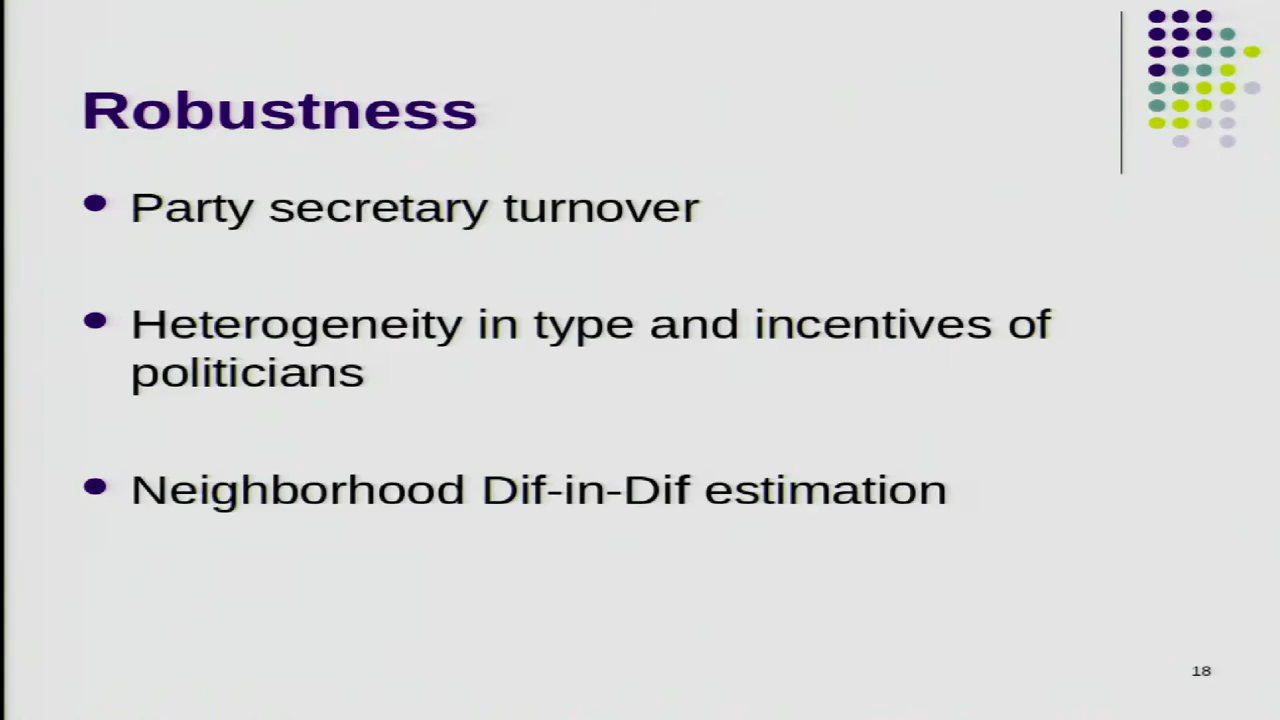 Robustness
Party secretary turnover
Heterogeneity in type and incentives of
politicians
Neighborhood Dif-in-Dif estimation
18